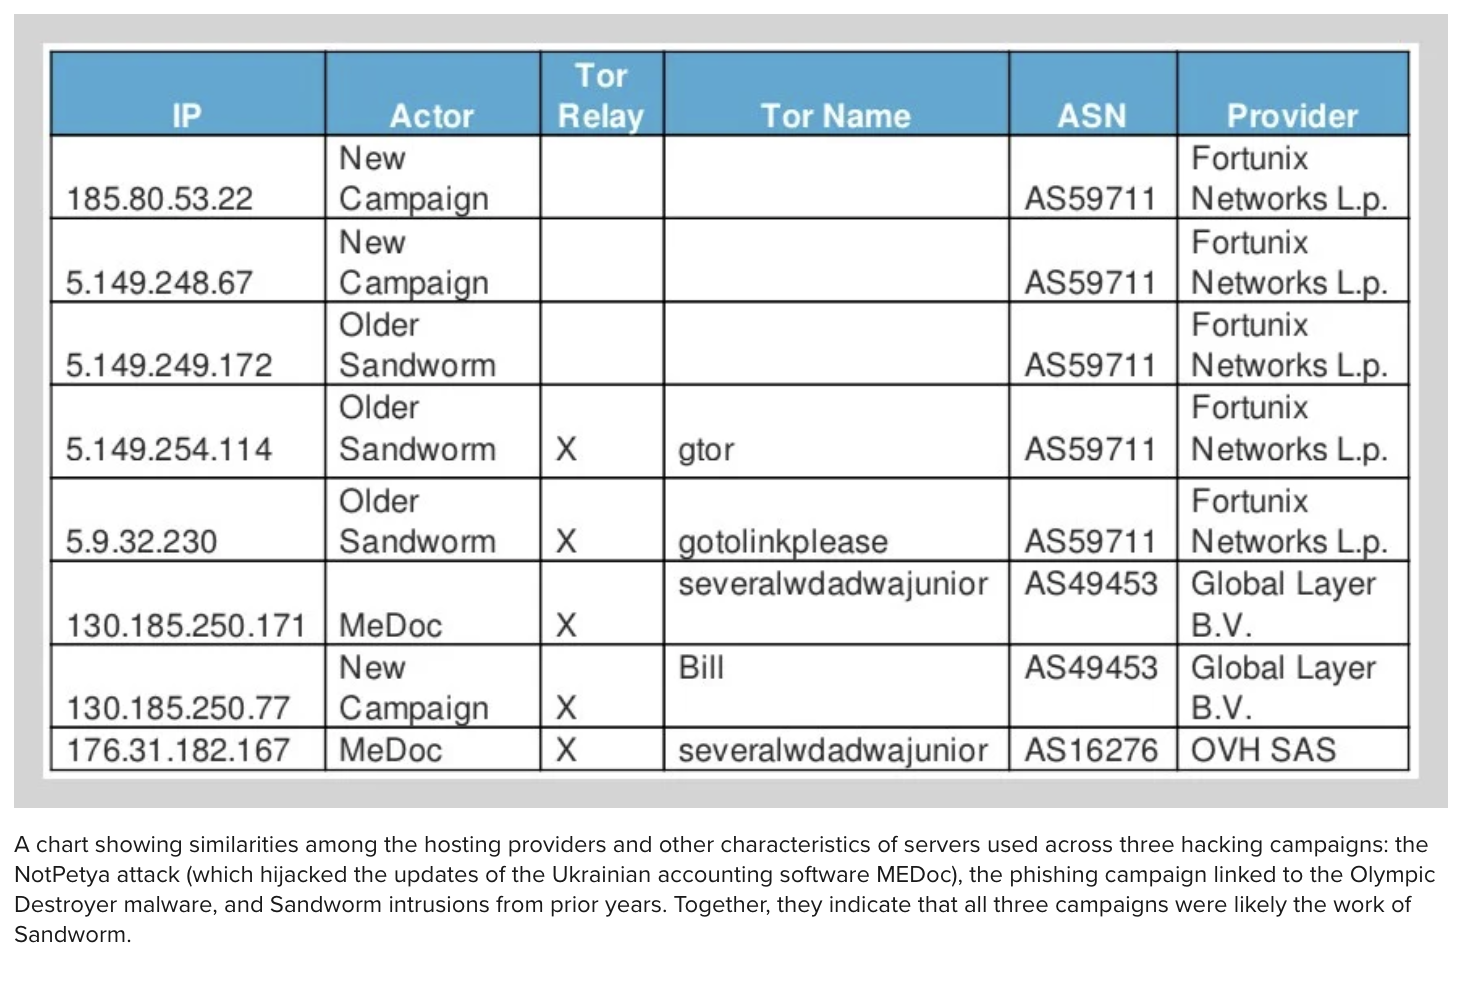 IP Actor Tor Relay Tor Name ASN Provider
185.80.53.22 New Campaign AS59711 Fortunix Networks L.p.
5.149.248.67 New Campaign AS59711 Fortunix Networks L.p.
5.149.249.172 Older Sandworm AS59711 Fortunix Networks L.p.
5.149.254.114 Older Sandworm X gtor AS59711 Fortunix Networks L.p.
5.9.32.230 Older Sandworm X gotolinkplease AS59711 Fortunix Networks L.p.
130.185.250.171 MeDoc X severalwdadwajunior AS49453 Global Layer B.V.
130.185.250.77 New Campaign X Bill AS49453 Global Layer B.V.
176.31.182.167 MeDoc X severalwdadwajunior AS16276 OVH SAS
A chart showing similarities among the hosting providers and other characteristics of servers used across three hacking campaigns: the
NotPetya attack (which hijacked the updates of the Ukrainian accounting software MEDoc), the phishing campaign linked to the Olympic
Destroyer malware, and Sandworm intrusions from prior years. Together, they indicate that all three campaigns were likely the work of
Sandworm.